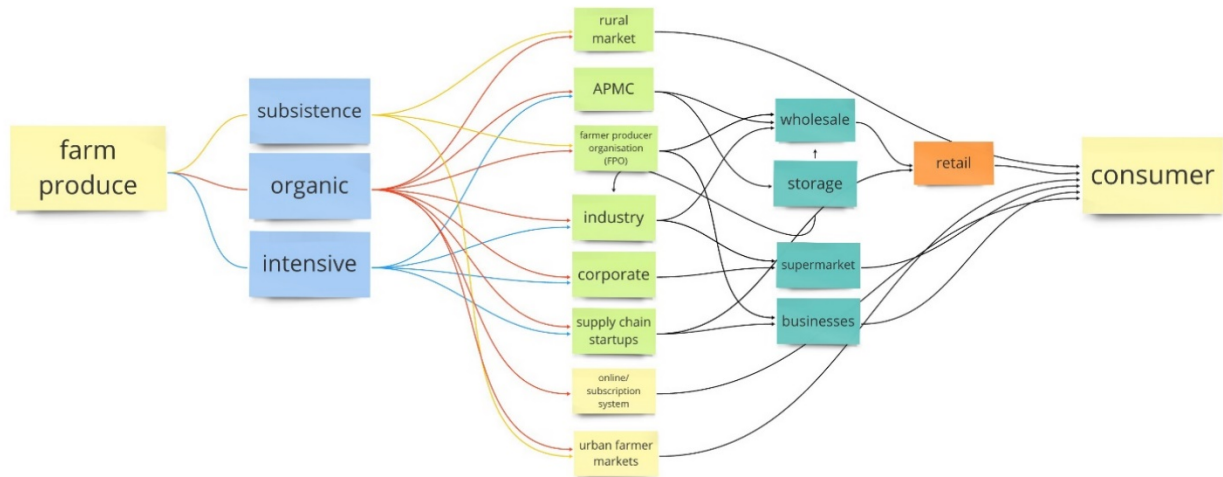 farm
produce
subsistence
organic
intensive
rural
market
APMC
farmer producer
organisation
(FPO)
industry
corporate
supply chain
startups
online/
subscription
system
urban farmer
markets
wholesale
storage
supermarket
businesses
retail
consumer